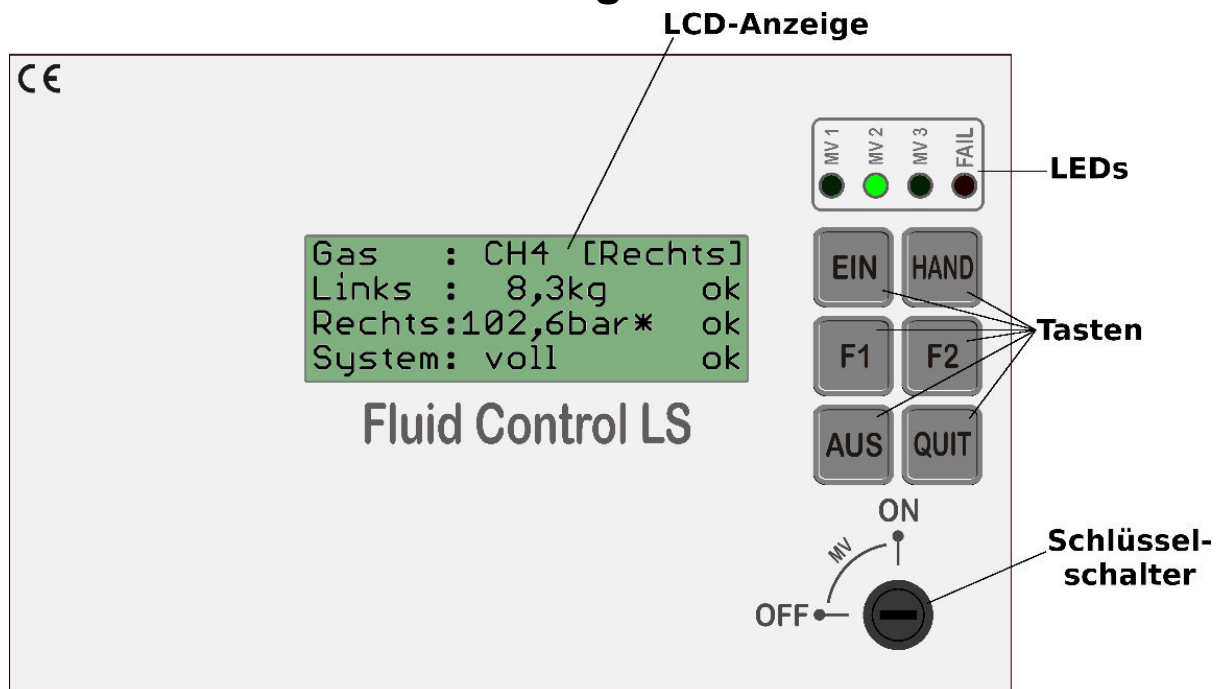 LCD-Anzeige
CE
MV 1
MV 2
MV 3
FAIL
LEDs
Gas : CH4 [Rechts]
Links : 8,3kg ok
Rechts:102,6bar* ok
System: voll ok
Fluid Control LS
EIN
HAND
F1
F2
Tasten
AUS
QUIT
ON
MV
OFF
Schlüssel-
schalter